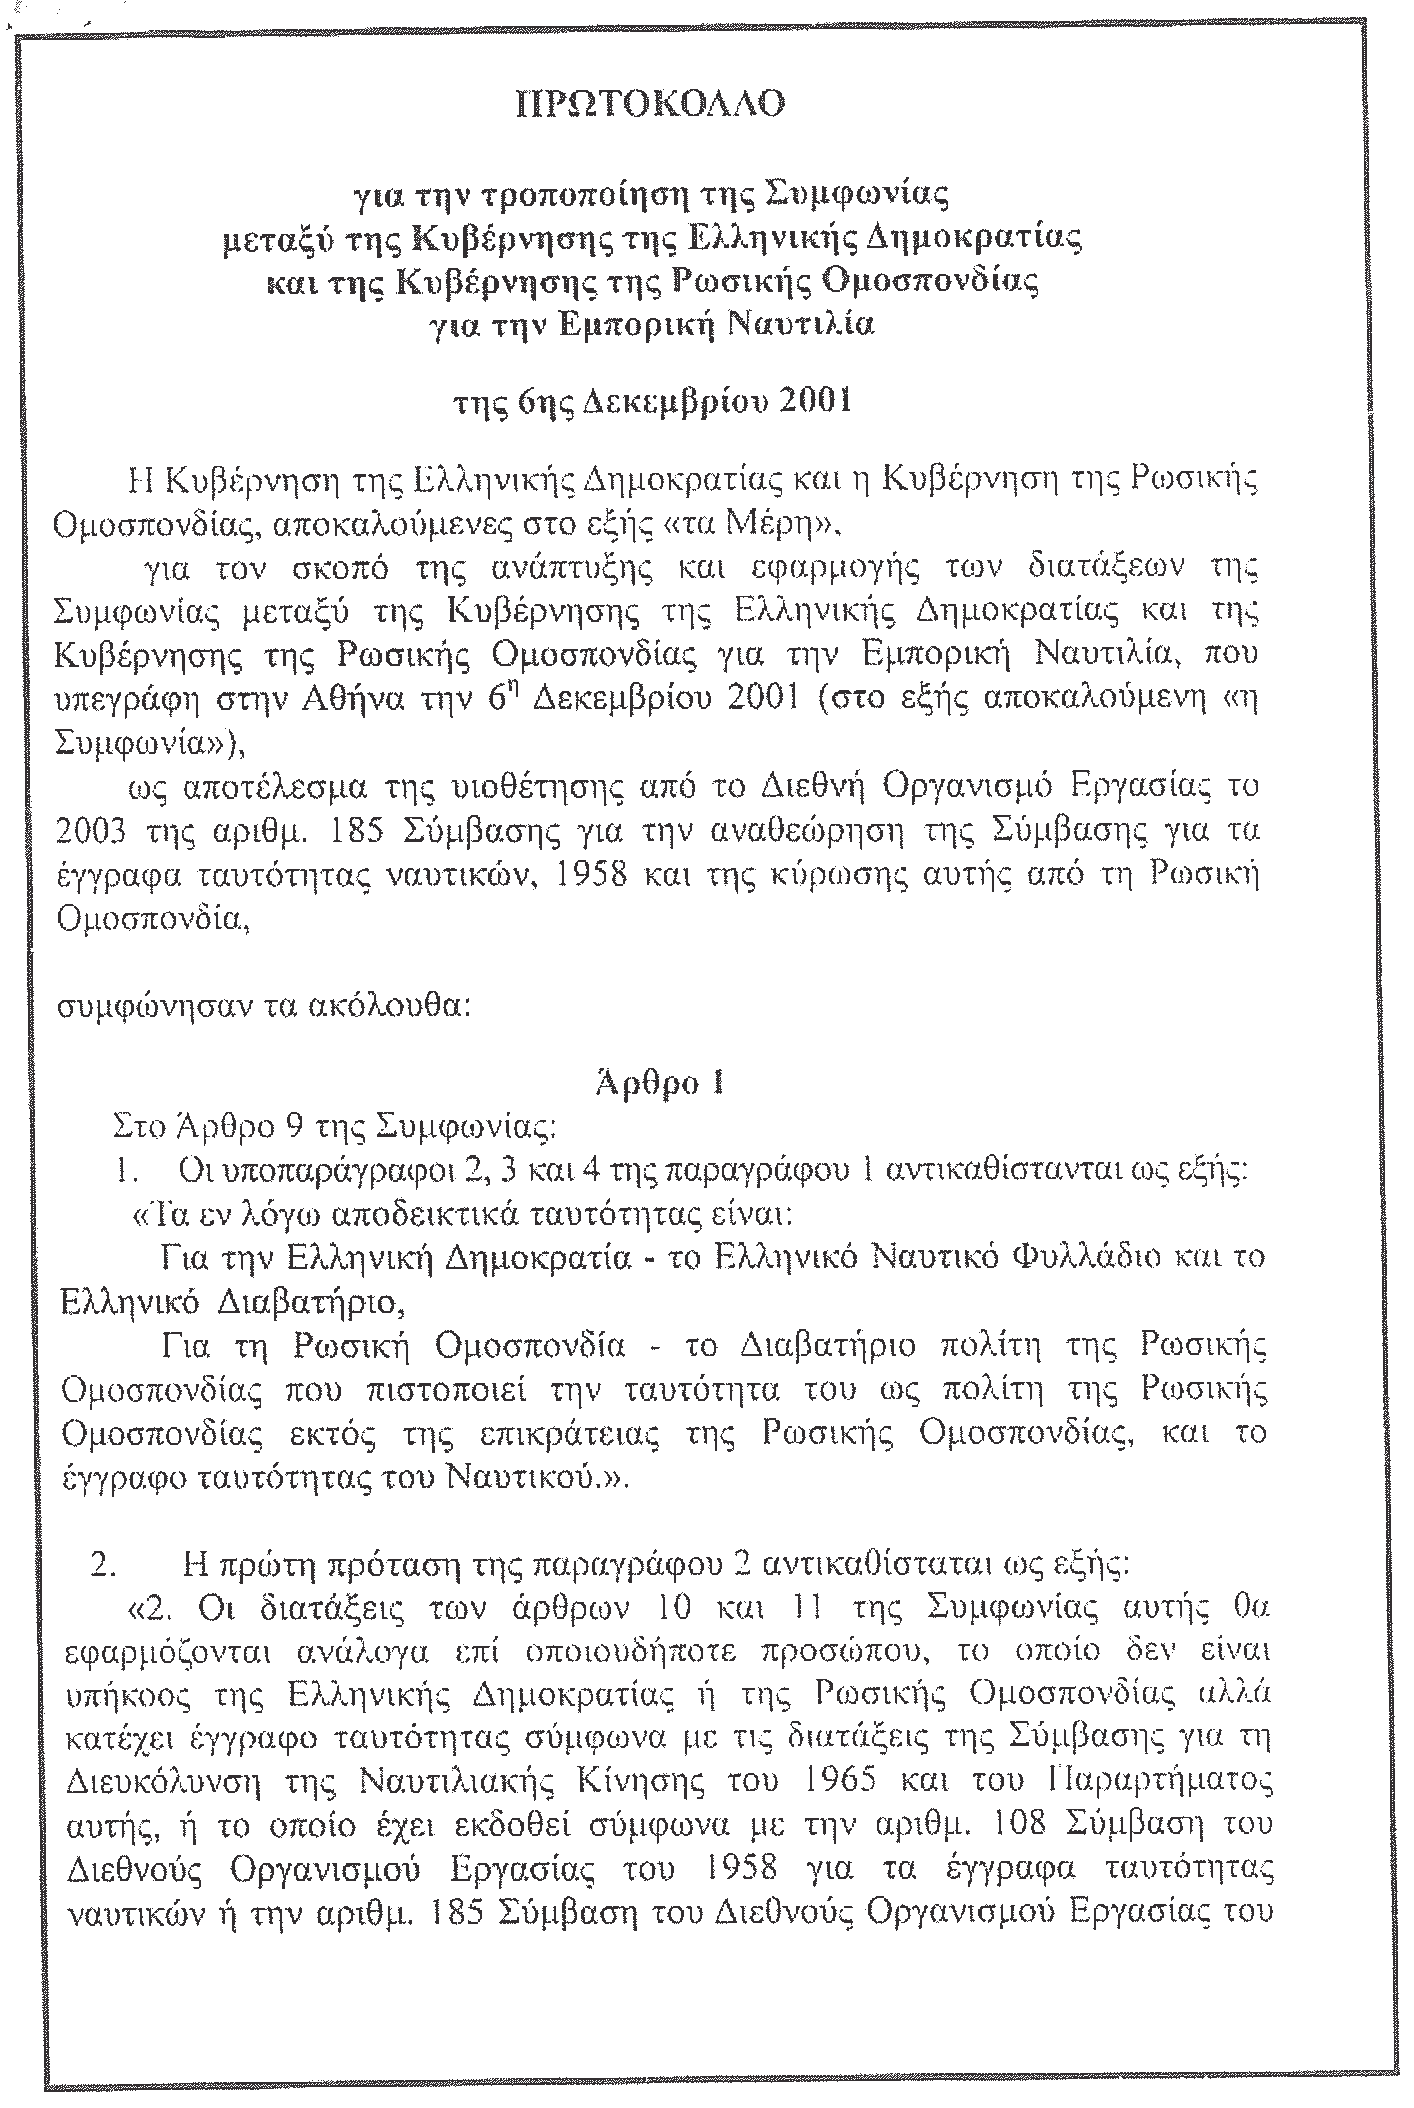 ΠΡΩΤΟΚΟΛΛΟ
για την τροποποίηση της Συμφωνίας
μεταξύ της Κυβέρνησης της Ελληνικής Δημοκρατίας
και της Κυβέρνησης της Ρωσικής Ομοσπονδίας
για την Εμπορική Ναυτιλία
της 6ης Δεκεμβρίου 2001
Η Κυβέρνηση της Ελληνικής Δημοκρατίας και η Κυβέρνηση της Ρωσικής
Ομοσπονδίας, αποκαλούμενες στο εξής «τα Μέρη»,
για τον σκοπό της ανάπτυξης και εφαρμογής των διατάξεων της
Συμφωνίας μεταξύ της Κυβέρνησης της Ελληνικής Δημοκρατίας και της
Κυβέρνησης της Ρωσικής Ομοσπονδίας για την Εμπορική Ναυτιλία, που
υπεγράφη στην Αθήνα την 6η Δεκεμβρίου 2001 (στο εξής αποκαλούμενη «η
Συμφωνία»),
ως αποτέλεσμα της υιοθέτησης από το Διεθνή Οργανισμό Εργασίας το
2003 της αριθμ. 185 Σύμβασης για την αναθεώρηση της Σύμβασης για τα
έγγραφα ταυτότητας ναυτικών, 1958 και της κύρωσης αυτής από τη Ρωσική
Ομοσπονδία,
συμφώνησαν τα ακόλουθα:
Άρθρο 1
Στο Άρθρο 9 της Συμφωνίας:
1. Οι υποπαράγραφοι 2, 3 και 4 της παραγράφου 1 αντικαθίστανται ως εξής:
«Τα εν λόγω αποδεικτικά ταυτότητας είναι:
Για την Ελληνική Δημοκρατία - το Ελληνικό Ναυτικό Φυλλάδιο και το
Ελληνικό Διαβατήριο,
Για τη Ρωσική Ομοσπονδία - το Διαβατήριο πολίτη της Ρωσικής
Ομοσπονδίας που πιστοποιεί την ταυτότητα του ως πολίτη της Ρωσικής
Ομοσπονδίας εκτός της επικράτειας της Ρωσικής Ομοσπονδίας, και το
έγγραφο ταυτότητας του Ναυτικού.».
2. Η πρώτη πρόταση της παραγράφου 2 αντικαθίσταται ως εξής:
«2. Οι διατάξεις των άρθρων 10 και 11 της Συμφωνίας αυτής θα
εφαρμόζονται ανάλογα επί οποιουδήποτε προσώπου, το οποίο δεν είναι
υπήκοος της Ελληνικής Δημοκρατίας ή της Ρωσικής Ομοσπονδίας αλλά
κατέχει έγγραφο ταυτότητας σύμφωνα με τις διατάξεις της Σύμβασης για τη
Διευκόλυνση της Ναυτιλιακής Κίνησης του 1965 και του Παραρτήματος
αυτής, ή το οποίο έχει εκδοθεί σύμφωνα με την αριθμ. 108 Σύμβαση του
Διεθνούς Οργανισμού Εργασίας του 1958 για τα έγγραφα ταυτότητας
ναυτικών ή την αριθμ. 185 Σύμβαση του Διεθνούς Οργανισμού Εργασίας του